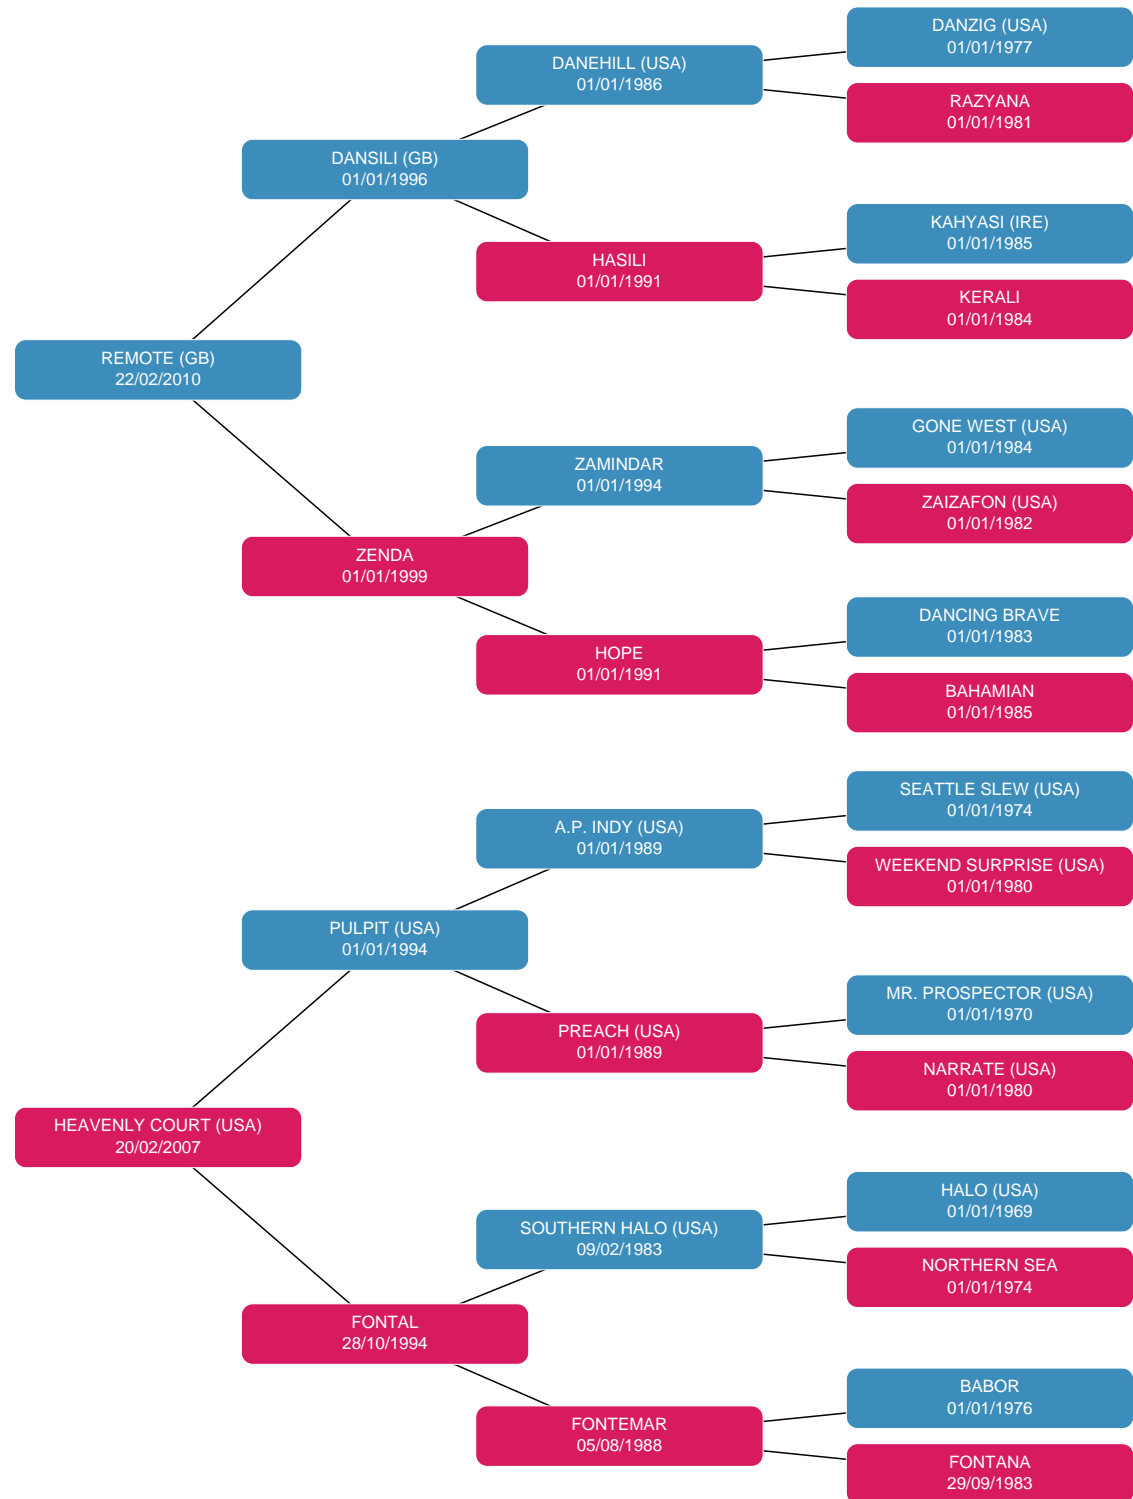 DANZIG (USA)
01/01/1977
DANEHILL (USA)
01/01/1986
RAZYANA
01/01/1981
DANSILI (GB)
01/01/1996
KAHYASI (IRE)
01/01/1985
HASILI
01/01/1991
KERALI
01/01/1984
REMOTE (GB)
22/02/2010
GONE WEST (USA)
01/01/1984
ZAMINDAR
01/01/1994
ZAIZAFON (USA)
01/01/1982
ZENDA
01/01/1999
DANCING BRAVE
01/01/1983
HOPE
01/01/1991
BAHAMIAN
01/01/1985
SEATTLE SLEW (USA)
01/01/1974
A.P. INDY (USA)
01/01/1989
WEEKEND SURPRISE (USA)
01/01/1980
PULPIT (USA)
01/01/1994
MR. PROSPECTOR (USA)
01/01/1970
PREACH (USA)
01/01/1989
NARRATE (USA)
01/01/1980
HEAVENLY COURT (USA)
20/02/2007
HALO (USA)
01/01/1969
SOUTHERN HALO (USA)
09/02/1983
NORTHERN SEA
01/01/1974
FONTAL
28/10/1994
BABOR
01/01/1976
FONTEMAR
05/08/1988
FONTANA
29/09/1983